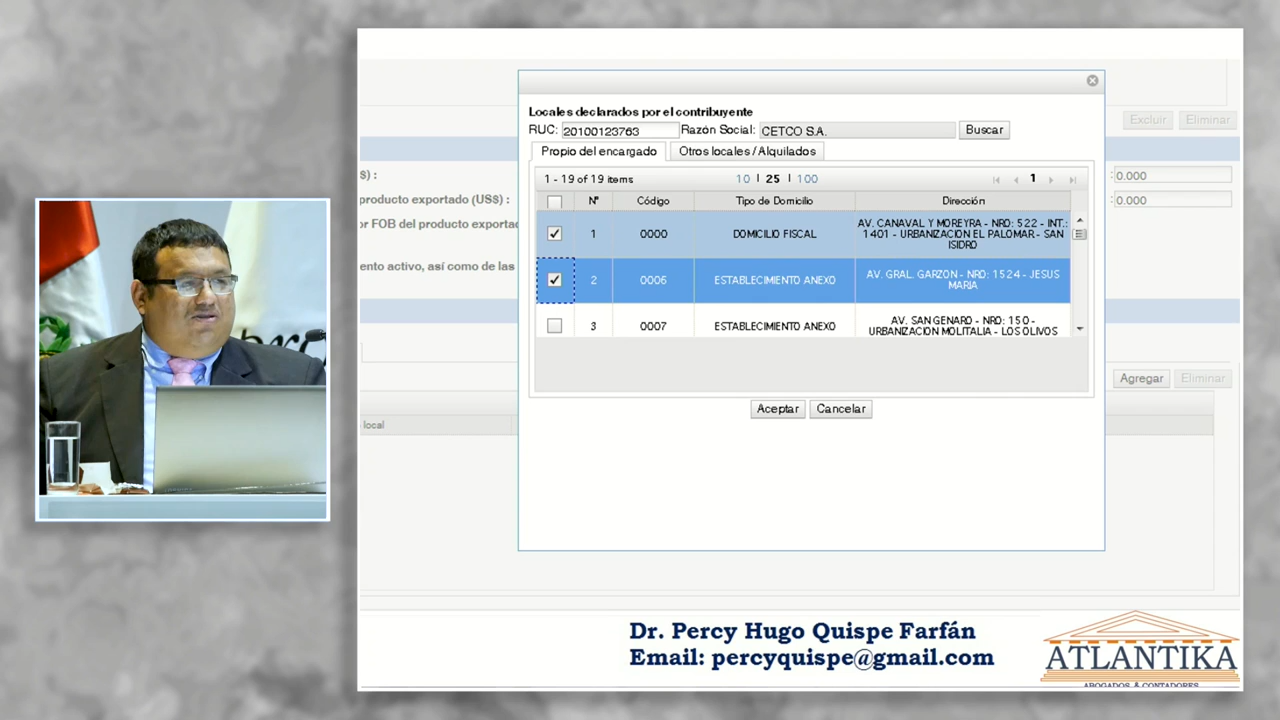 Locales declarados por el contribuyente
RUC: 20100123763 Razón Social: CETCO S.A. Buscar
Propio del encargado Otros locales / Alquilados
1 - 19 of 19 items 10 | 25 | 100 1
N° Código Tipo de Domicilio Dirección
1 0000 DOMICILIO FISCAL AV. CANAVAL Y MOREYRA - NRO: 522 - INT.:
1401 - URBANIZACION EL PALOMAR - SAN
ISIDRO
2 0006 ESTABLECIMIENTO ANEXO AV. GRAL. GARZON - NRO: 1524 - JESUS
MARIA
3 0007 ESTABLECIMIENTO ANEXO AV. SAN GENARO - NRO: 150 -
URBANIZACION MOLITALIA - LOS OLIVOS
Aceptar Cancelar
Excluir Eliminar
$) : : 0.000
producto exportado (US$) : : 0.000
or FOB del producto exporta
ento activo, así como de las
Agregar Eliminar
local
Dr. Percy Hugo Quispe Farfán
Email: percyquispe@gmail.com
ATLANTIKA
ABOGADOS & CONTADORES